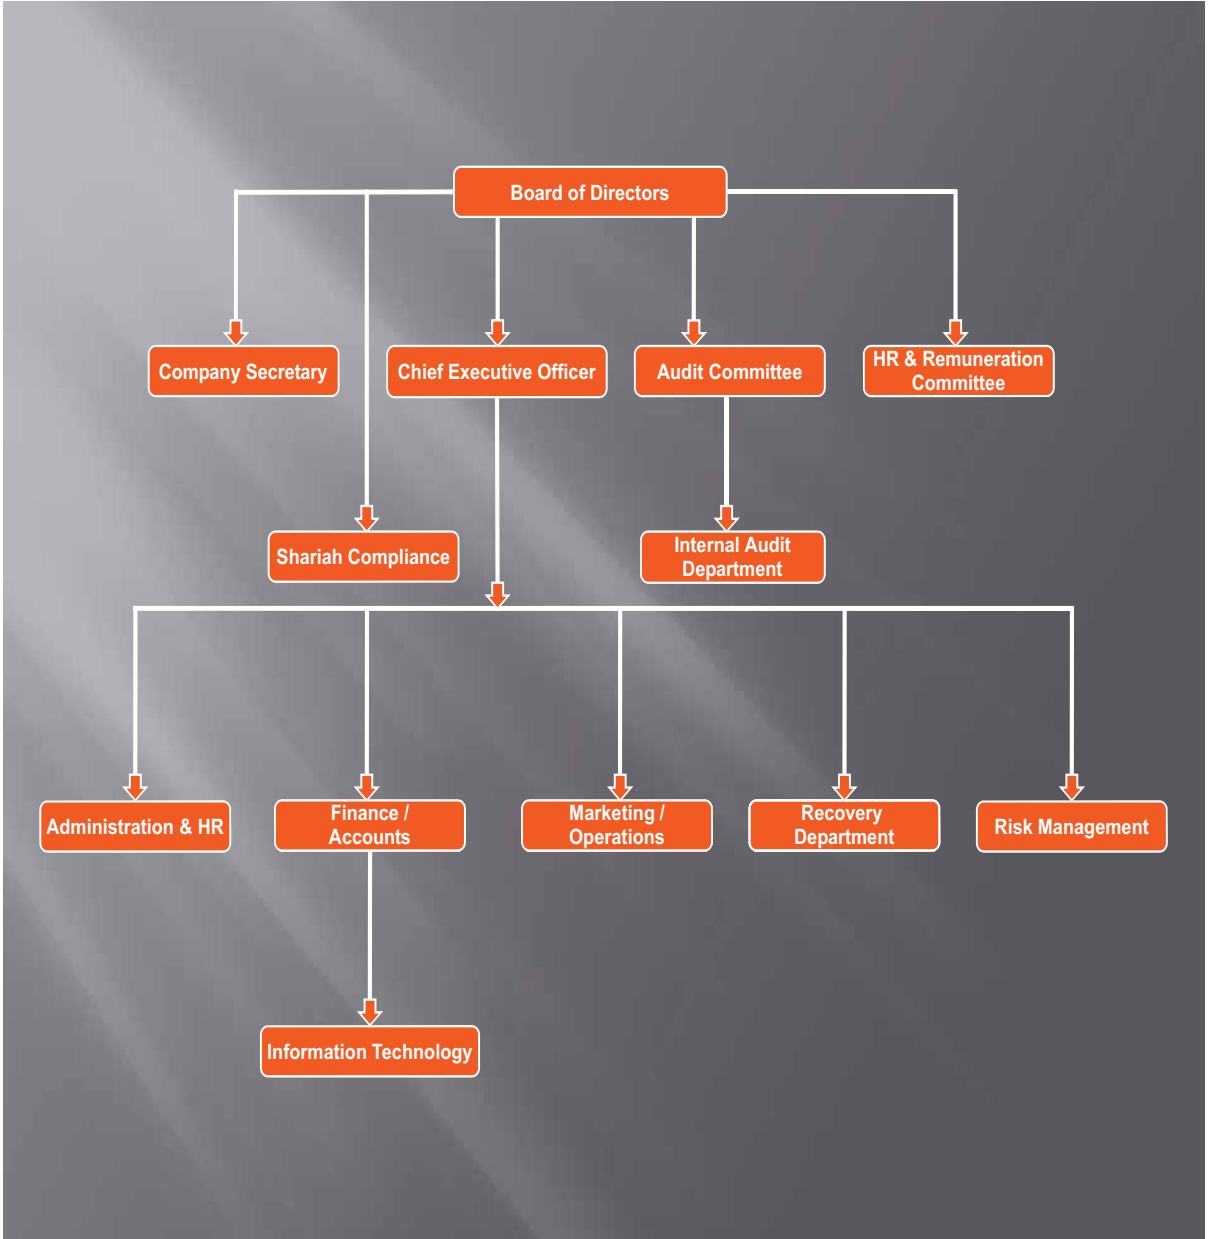 Board of Directors
Company Secretary
Chief Executive Officer
Audit Committee
HR & Remuneration
Committee
Shariah Compliance
Internal Audit
Department
Administration & HR
Finance /
Accounts
Marketing /
Operations
Recovery
Department
Risk Management
Information Technology